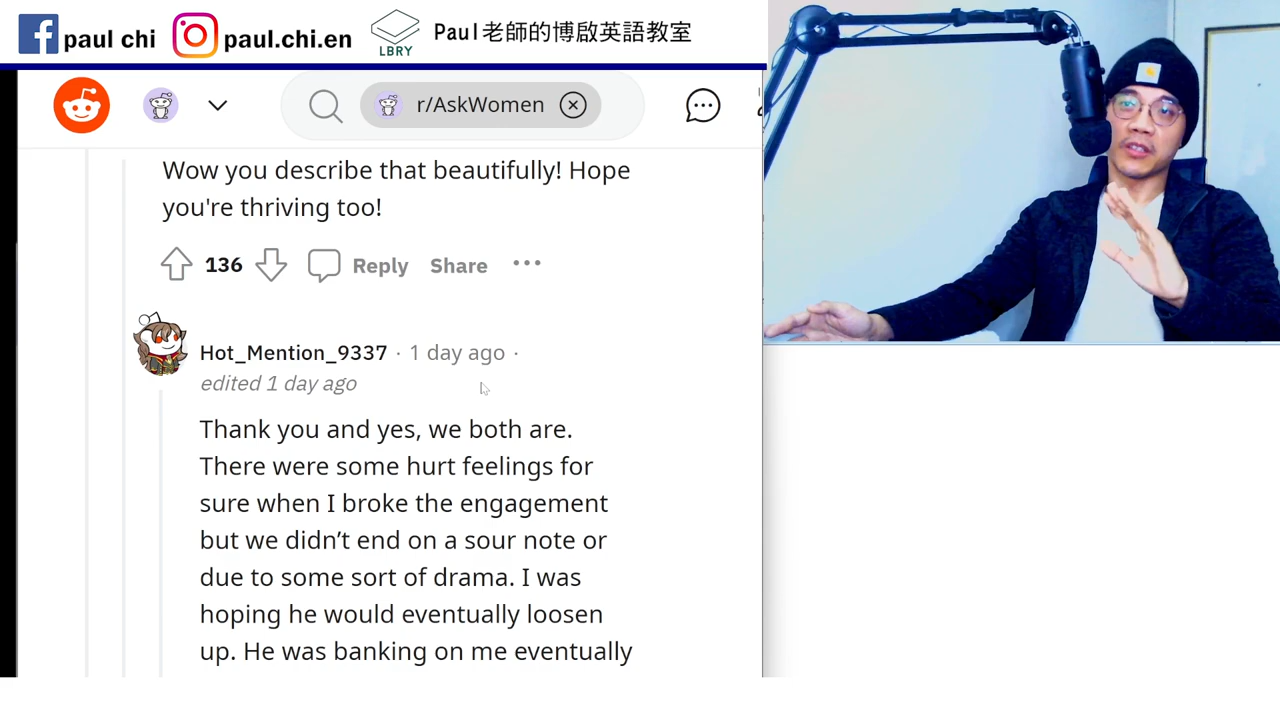 paul chi
paul.chi.en
LBRY
Paul老師的博啟英語教室
r/AskWomen
Wow you describe that beautifully! Hope
you're thriving too!
136
Reply
Share
Hot_Mention_9337 · 1 day ago ·
edited 1 day ago
Thank you and yes, we both are.
There were some hurt feelings for
sure when I broke the engagement
but we didn’t end on a sour note or
due to some sort of drama. I was
hoping he would eventually loosen
up. He was banking on me eventually